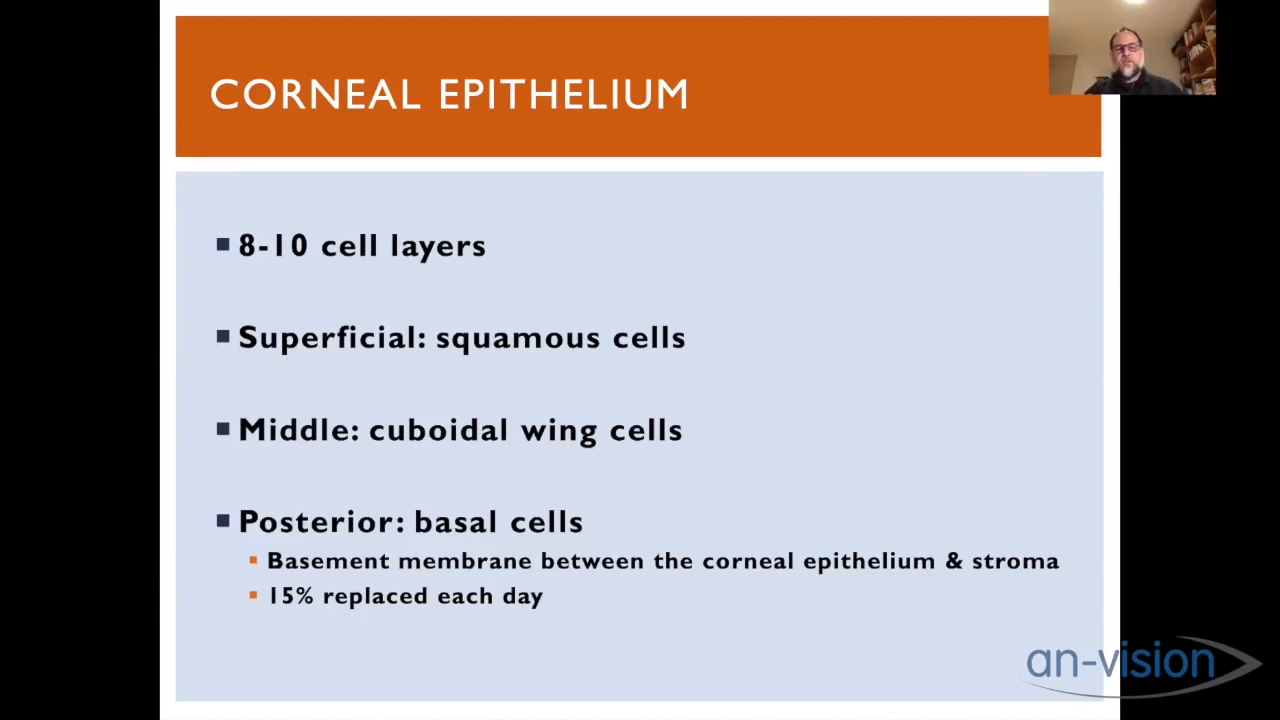 CORNEAL EPITHELIUM
8-10 cell layers
Superficial: squamous cells
Middle: cuboidal wing cells
Posterior: basal cells
Basement membrane between the corneal epithelium & stroma
15% replaced each day
an-vision